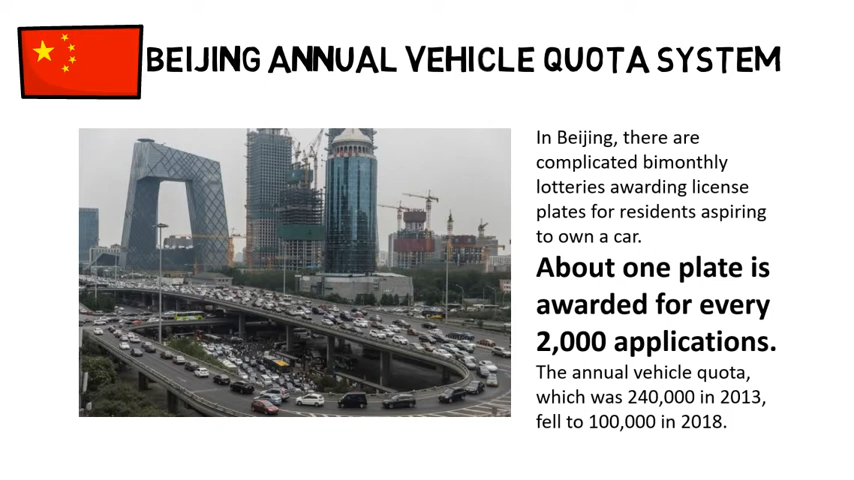 BEIJING ANNUAL VEHICLE QUOTA SYSTEM
In Beijing, there are
complicated bimonthly
lotteries awarding license
plates for residents aspiring
to own a car.
About one plate is
awarded for every
2,000 applications.
The annual vehicle quota,
which was 240,000 in 2013,
fell to 100,000 in 2018.